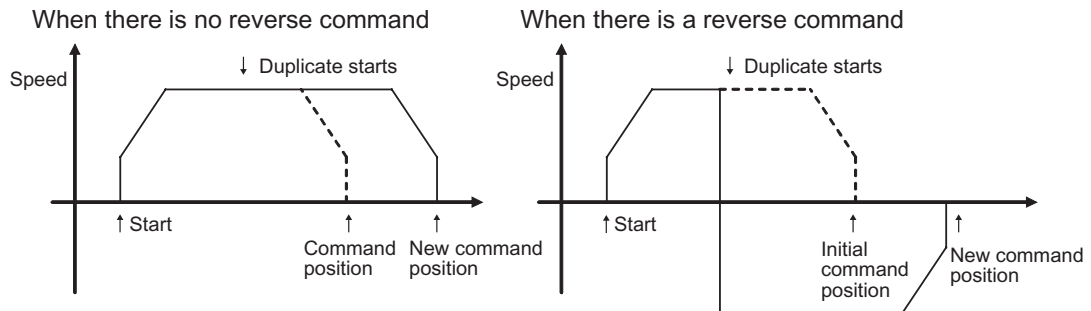 When there is no reverse command
Speed
↓ Duplicate starts
↑ Start
↑
Command
position
↑
New command
position
When there is a reverse command
Speed
↓ Duplicate starts
↑ Start
↑
Initial
command
position
↑
New command
position